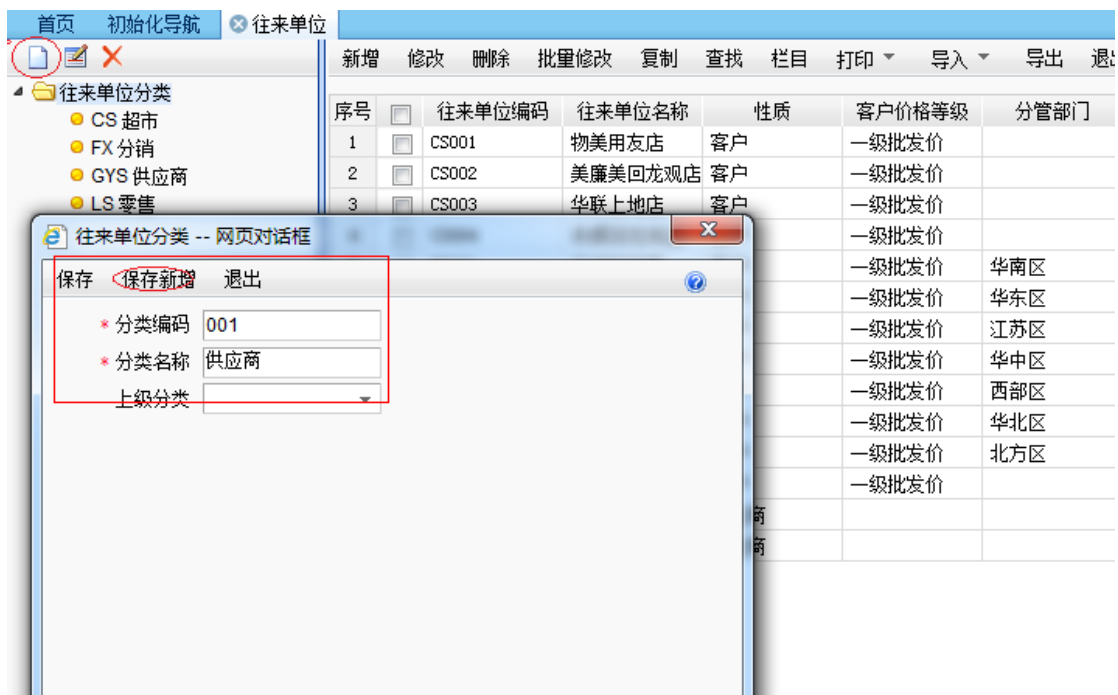 首页 初始化导航 往来单位
新增 修改 删除 批量修改 复制 查找 栏目 打印 导入 导出
往来单位分类
CS 超市
FX 分销
GYS 供应商
LS 零售
序号 往来单位编码 往来单位名称 性质 客户价格等级 分管部门
1 CS001 物美用友店 客户 一级批发价
2 CS002 美廉美回龙观店 客户 一级批发价
3 CS003 华联上地店 客户 一级批发价
一级批发价
一级批发价 华南区
一级批发价 华东区
一级批发价 江苏区
一级批发价 华中区
一级批发价 西部区
一级批发价 华北区
一级批发价 北方区
一级批发价
商
商
往来单位分类 -- 网页对话框
保存 保存新增 退出
* 分类编码 001
* 分类名称 供应商
上级分类